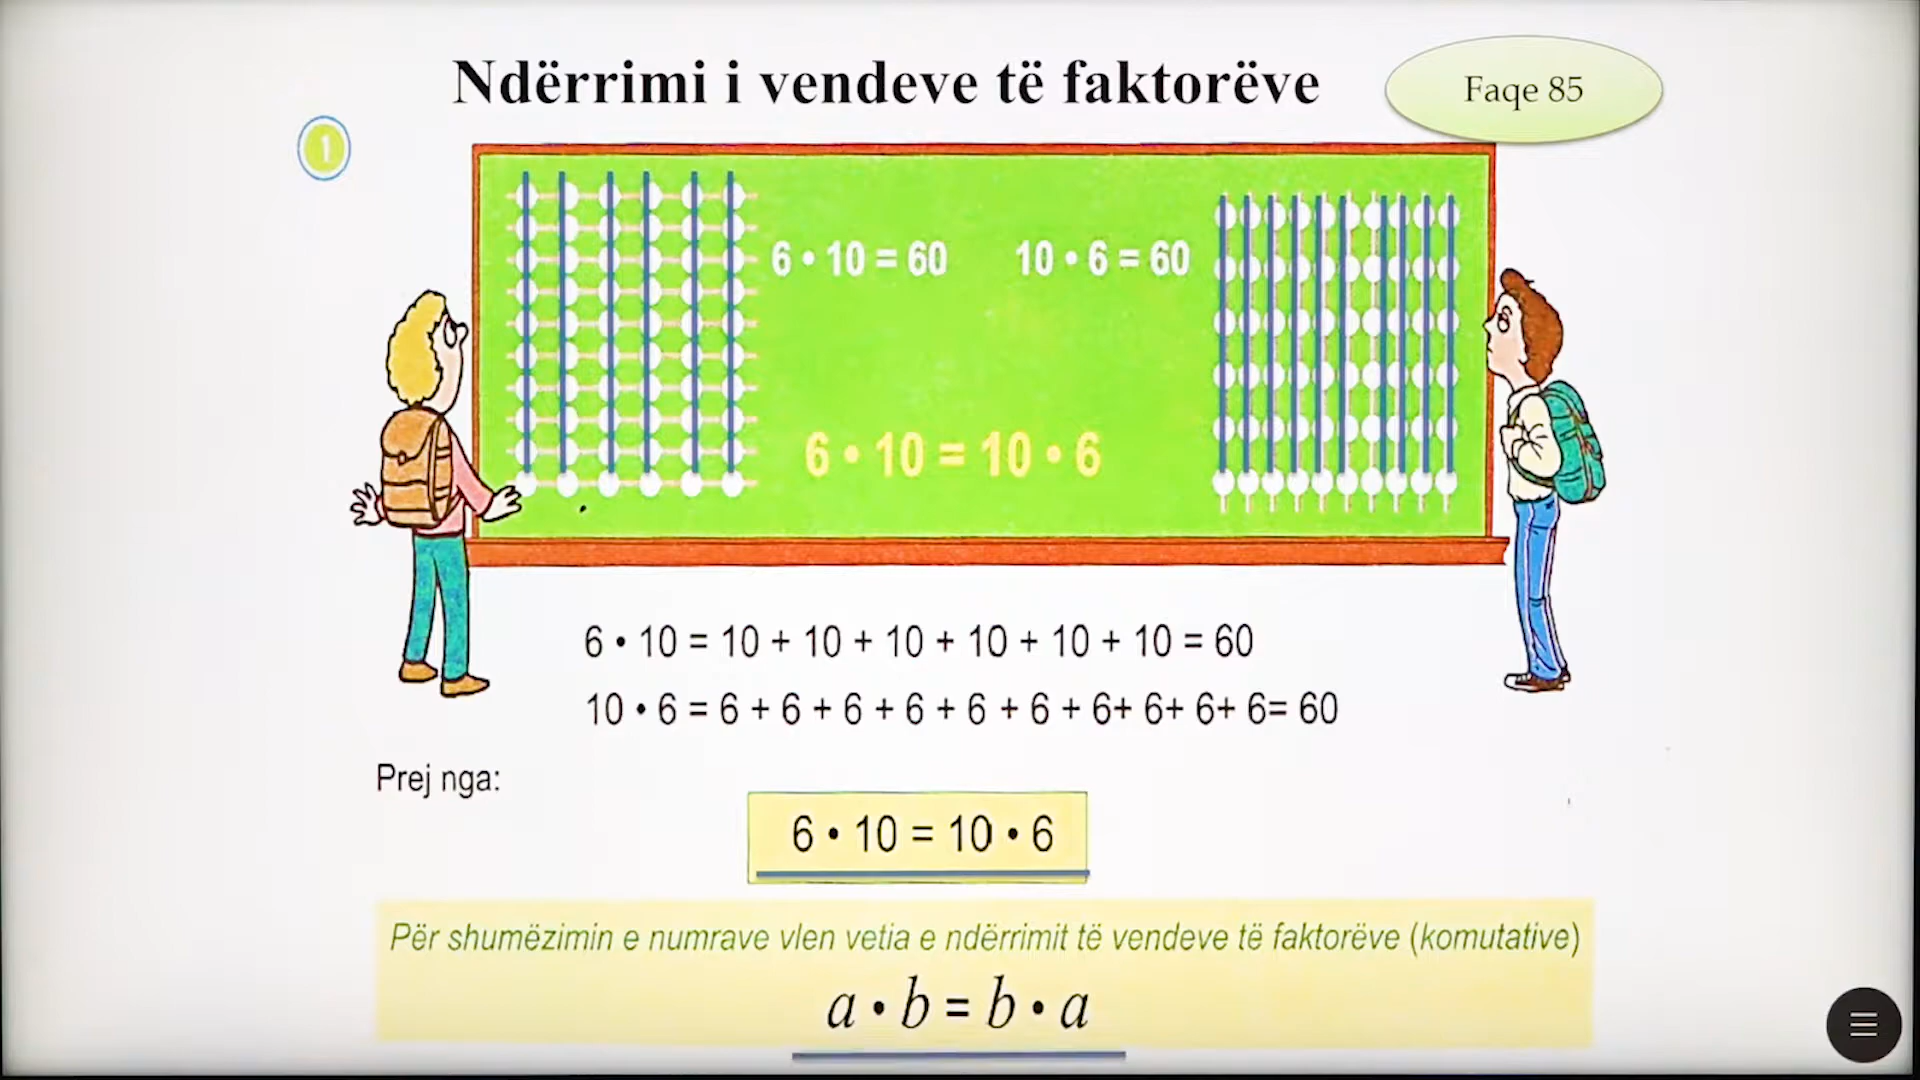 Ndërrimi i vendeve të faktorëve
Faqe 85
1
6 • 10 = 60
10 • 6 = 60
6 • 10 = 10 • 6
6 • 10 = 10 + 10 + 10 + 10 + 10 + 10 = 60
10 • 6 = 6 + 6 + 6 + 6 + 6 + 6 + 6+ 6+ 6+ 6= 60
Prej nga:
6 • 10 = 10 • 6
Për shumëzimin e numrave vlen vetia e ndërrimit të vendeve të faktorëve (komutative)
a • b = b • a